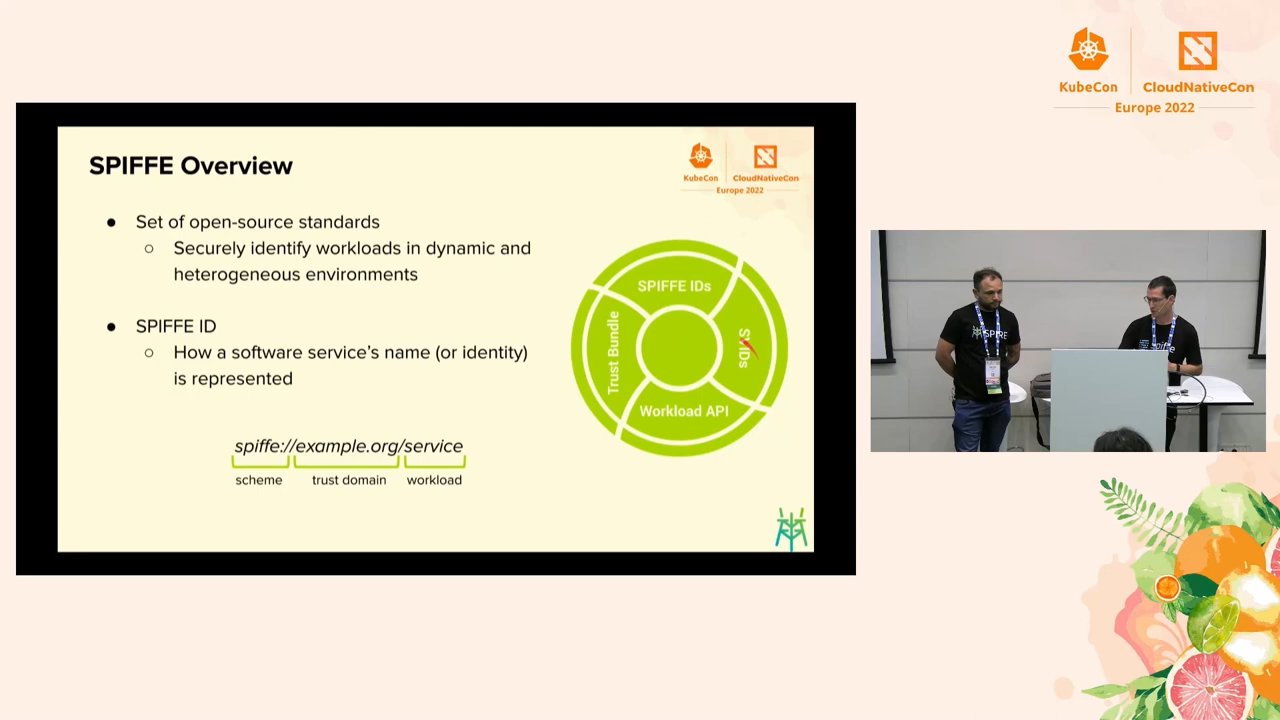 KubeCon
CloudNativeCon
Europe 2022
SPIFFE Overview
KubeCon
CloudNativeCon
Europe 2022
● Set of open-source standards
○ Securely identify workloads in dynamic and
heterogeneous environments
● SPIFFE ID
○ How a software service's name (or identity)
is represented
spiffe://example.org/service
scheme
trust domain
workload
SPIFFE IDs
SVIDs
Workload API
Trust Bundle
SPIRE
spiffe